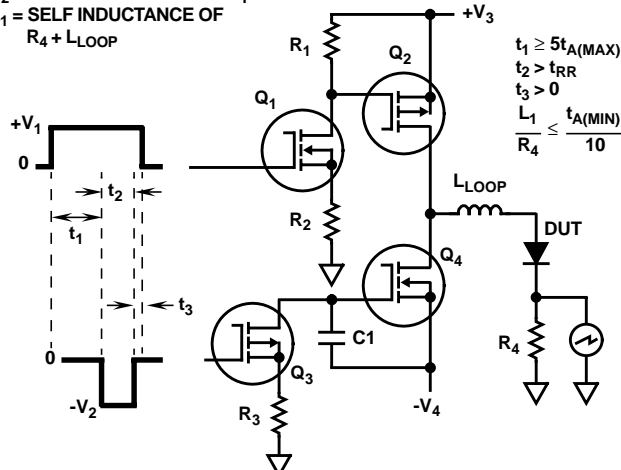 1 = SELF INDUCTANCE OF
R4 + LLOOP
+V3
R1
Q2
t1 ≥ 5tA(MAX)
t2 > tRR
t3 > 0
L1/R4 ≤ tA(MIN)/10
Q1
+V1
0
t2
t1
R2
LLOOP
DUT
Q4
t3
C1
R4
0
Q3
-V2
R3
-V4